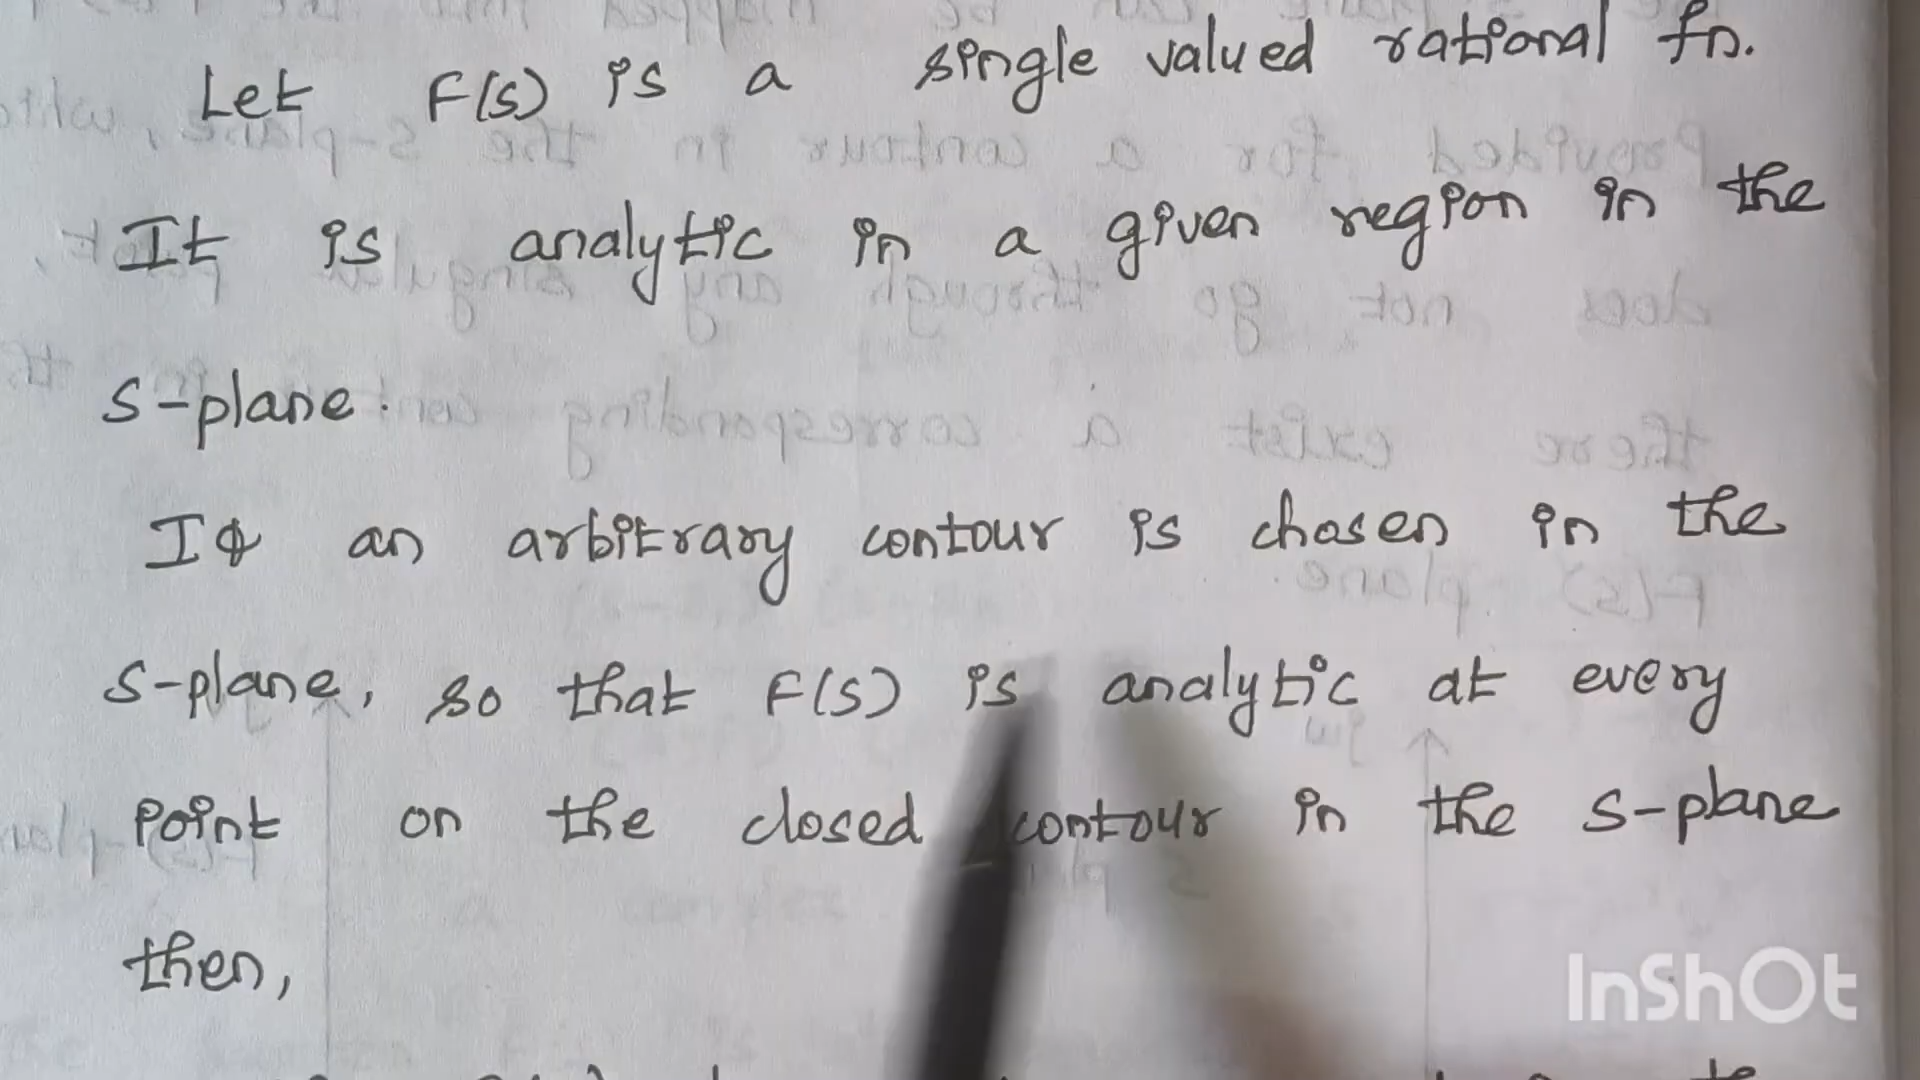 Let F(s) is a single valued rational fn.
It is analytic in a given region in the
s-plane.
If an arbitrary contour is chosen in the
s-plane, so that F(s) is analytic at every
point on the closed contour in the s-plane
then,
InShOt